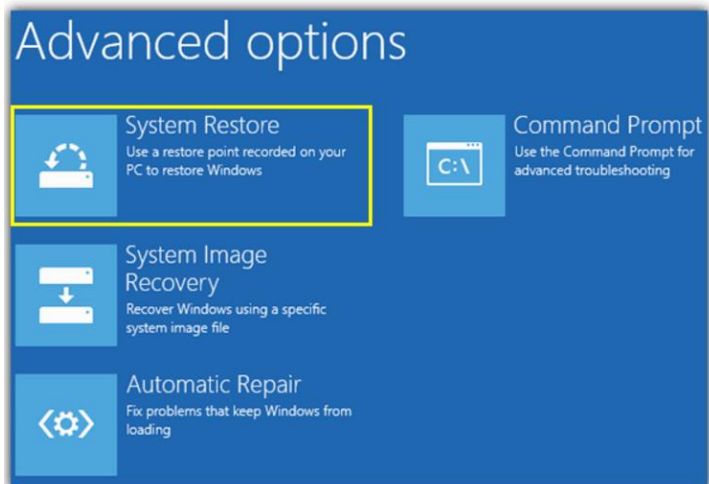 Advanced options
System Restore
Use a restore point recorded on your
PC to restore Windows
Command Prompt
Use the Command Prompt for
advanced troubleshooting
C:\
System Image
Recovery
Recover Windows using a specific
system image file
Automatic Repair
Fix problems that keep Windows from
loading